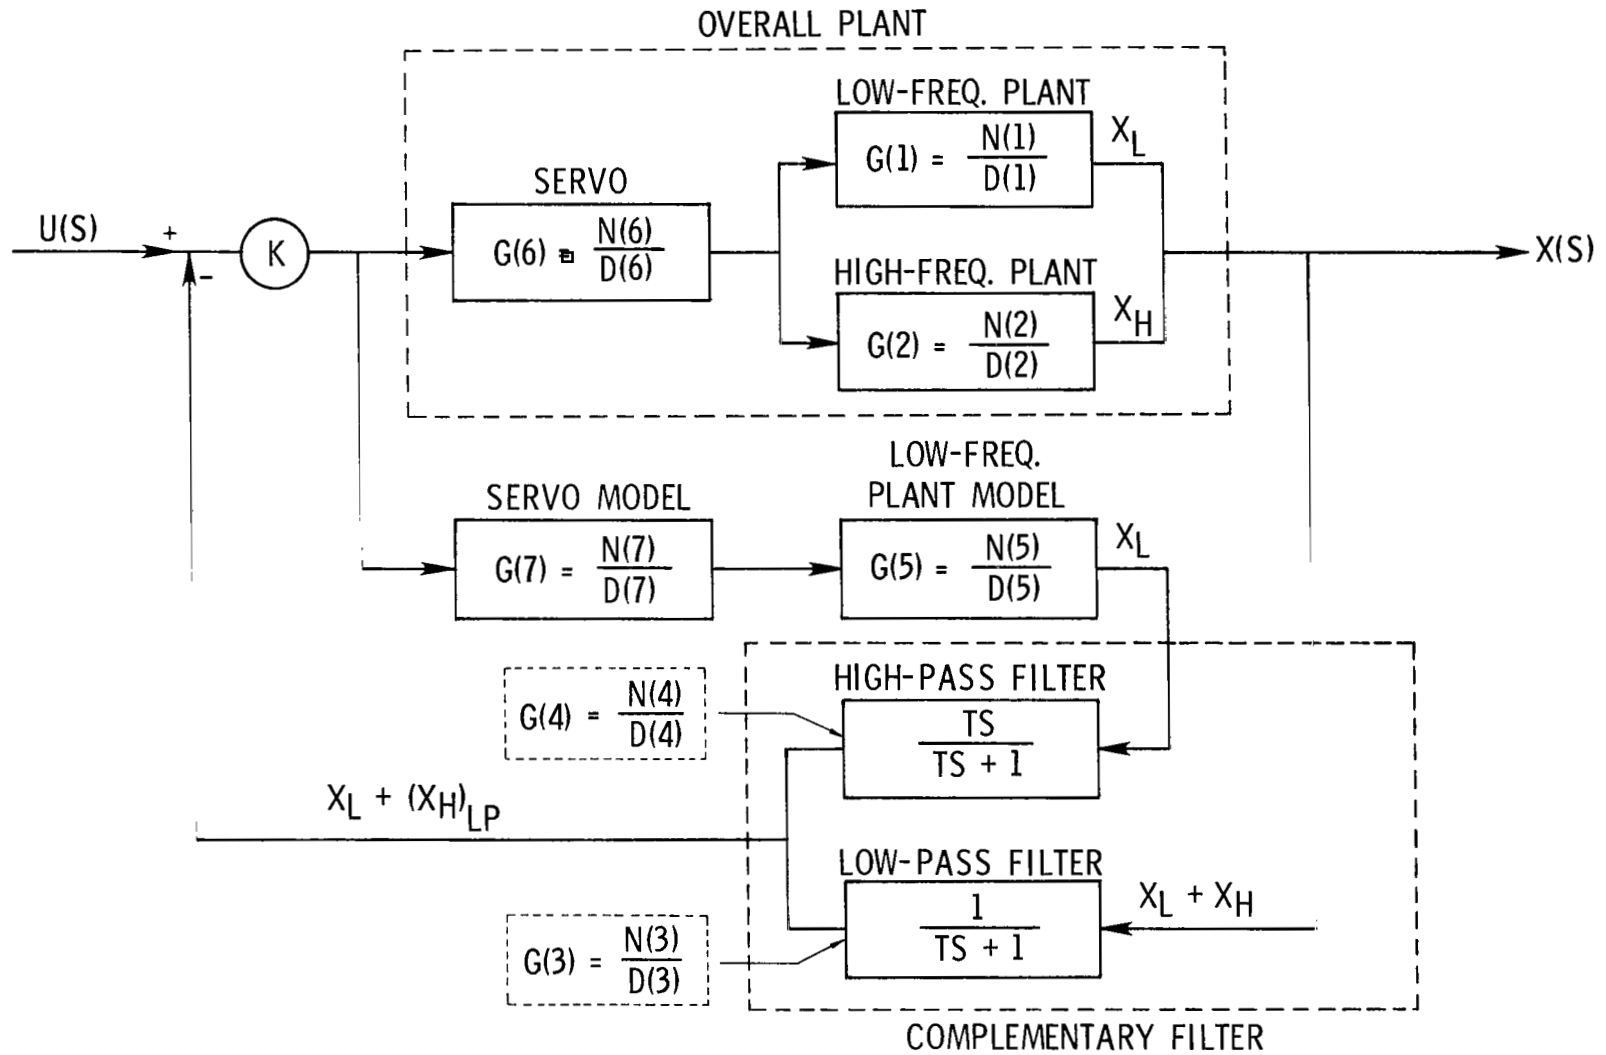 OVERALL PLANT
LOW-FREQ. PLANT
G(1) = N(1)/D(1)
X_L
SERVO
U(S)
+
-
K
G(6) = N(6)/D(6)
X(S)
HIGH-FREQ. PLANT
G(2) = N(2)/D(2)
X_H
LOW-FREQ.
SERVO MODEL
PLANT MODEL
G(7) = N(7)/D(7)
G(5) = N(5)/D(5)
X_L
HIGH-PASS FILTER
G(4) = N(4)/D(4)
TS
TS + 1
X_L + (X_H)_LP
LOW-PASS FILTER
1
TS + 1
X_L + X_H
G(3) = N(3)/D(3)
COMPLEMENTARY FILTER